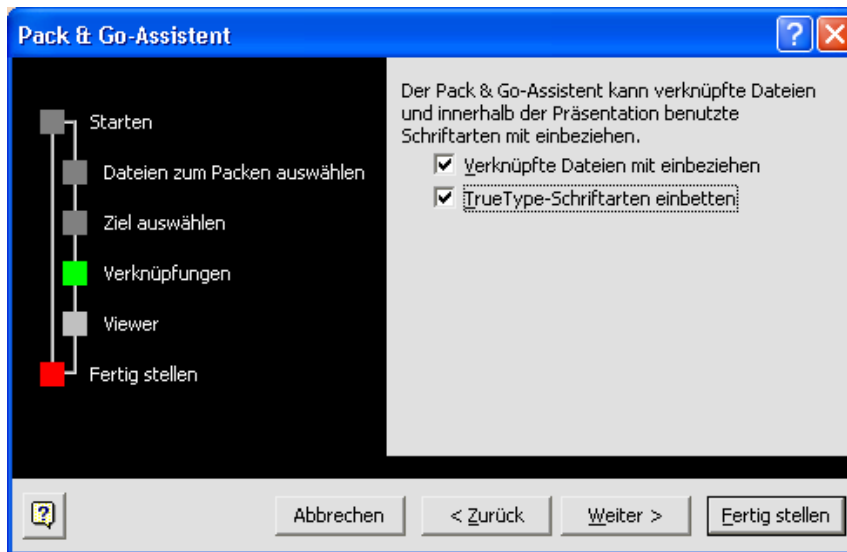 Pack & Go-Assistent
Starten
Dateien zum Packen auswählen
Ziel auswählen
Verknüpfungen
Viewer
Fertig stellen
Der Pack & Go-Assistent kann verknüpfte Dateien
und innerhalb der Präsentation benutzte
Schriftarten mit einbeziehen.
Verknüpfte Dateien mit einbeziehen
TrueType-Schriftarten einbetten
Abbrechen
< Zurück
Weiter >
Fertig stellen